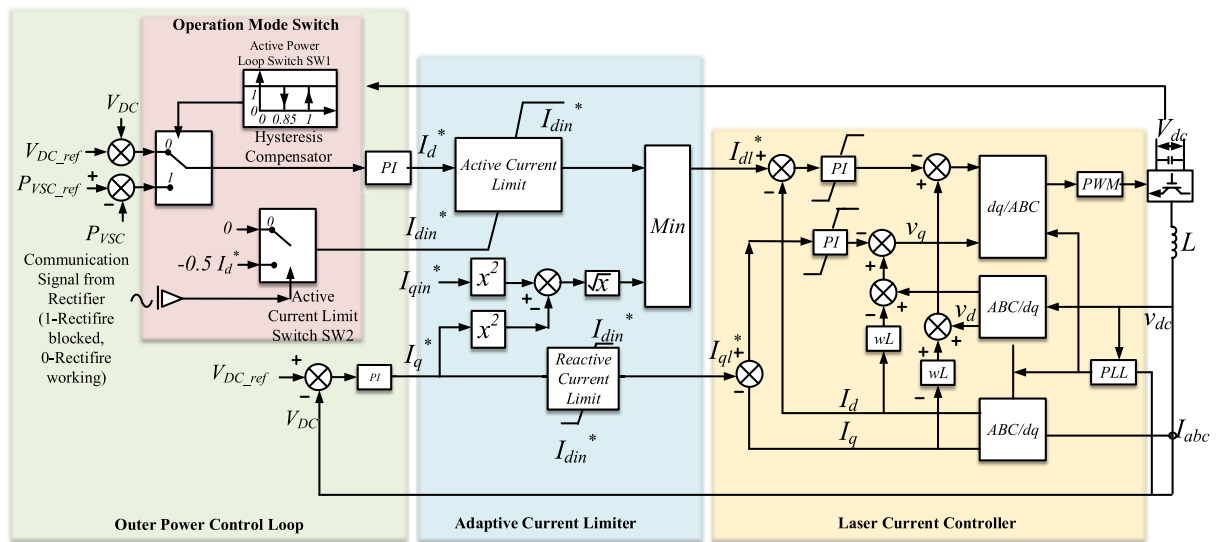 Operation Mode Switch
Active Power
Loop Switch SW1
1
0
0 0.85 1
Hysteresis
Compensator
V_DC
V_DC_ref
P_VSC_ref
+
-
P_VSC
0
1
PI
I_d*
I_din*
Active Current
Limit
I_din*
Communication
Signal from
Rectifier
(1-Rectifire
blocked,
0-Rectifire
working)
0
0
-0.5 I_d*
Active
Current Limit
Switch SW2
I_qin*
x²
+
-
√x
x²
Min
I_q*
V_DC_ref
+
-
V_DC
PI
I_din*
Reactive
Current
Limit
I_din*
Outer Power Control Loop
Adaptive Current Limiter
I_dl*
+
-
PI
-
+
dq/ABC
PWM
V_dc
L
PI
-
+
v_q
-
+
ABC/dq
v_d
+
+
v_dc
wL
wL
-
PLL
I_ql*
+
-
I_d
I_q
ABC/dq
I_abc
Laser Current Controller